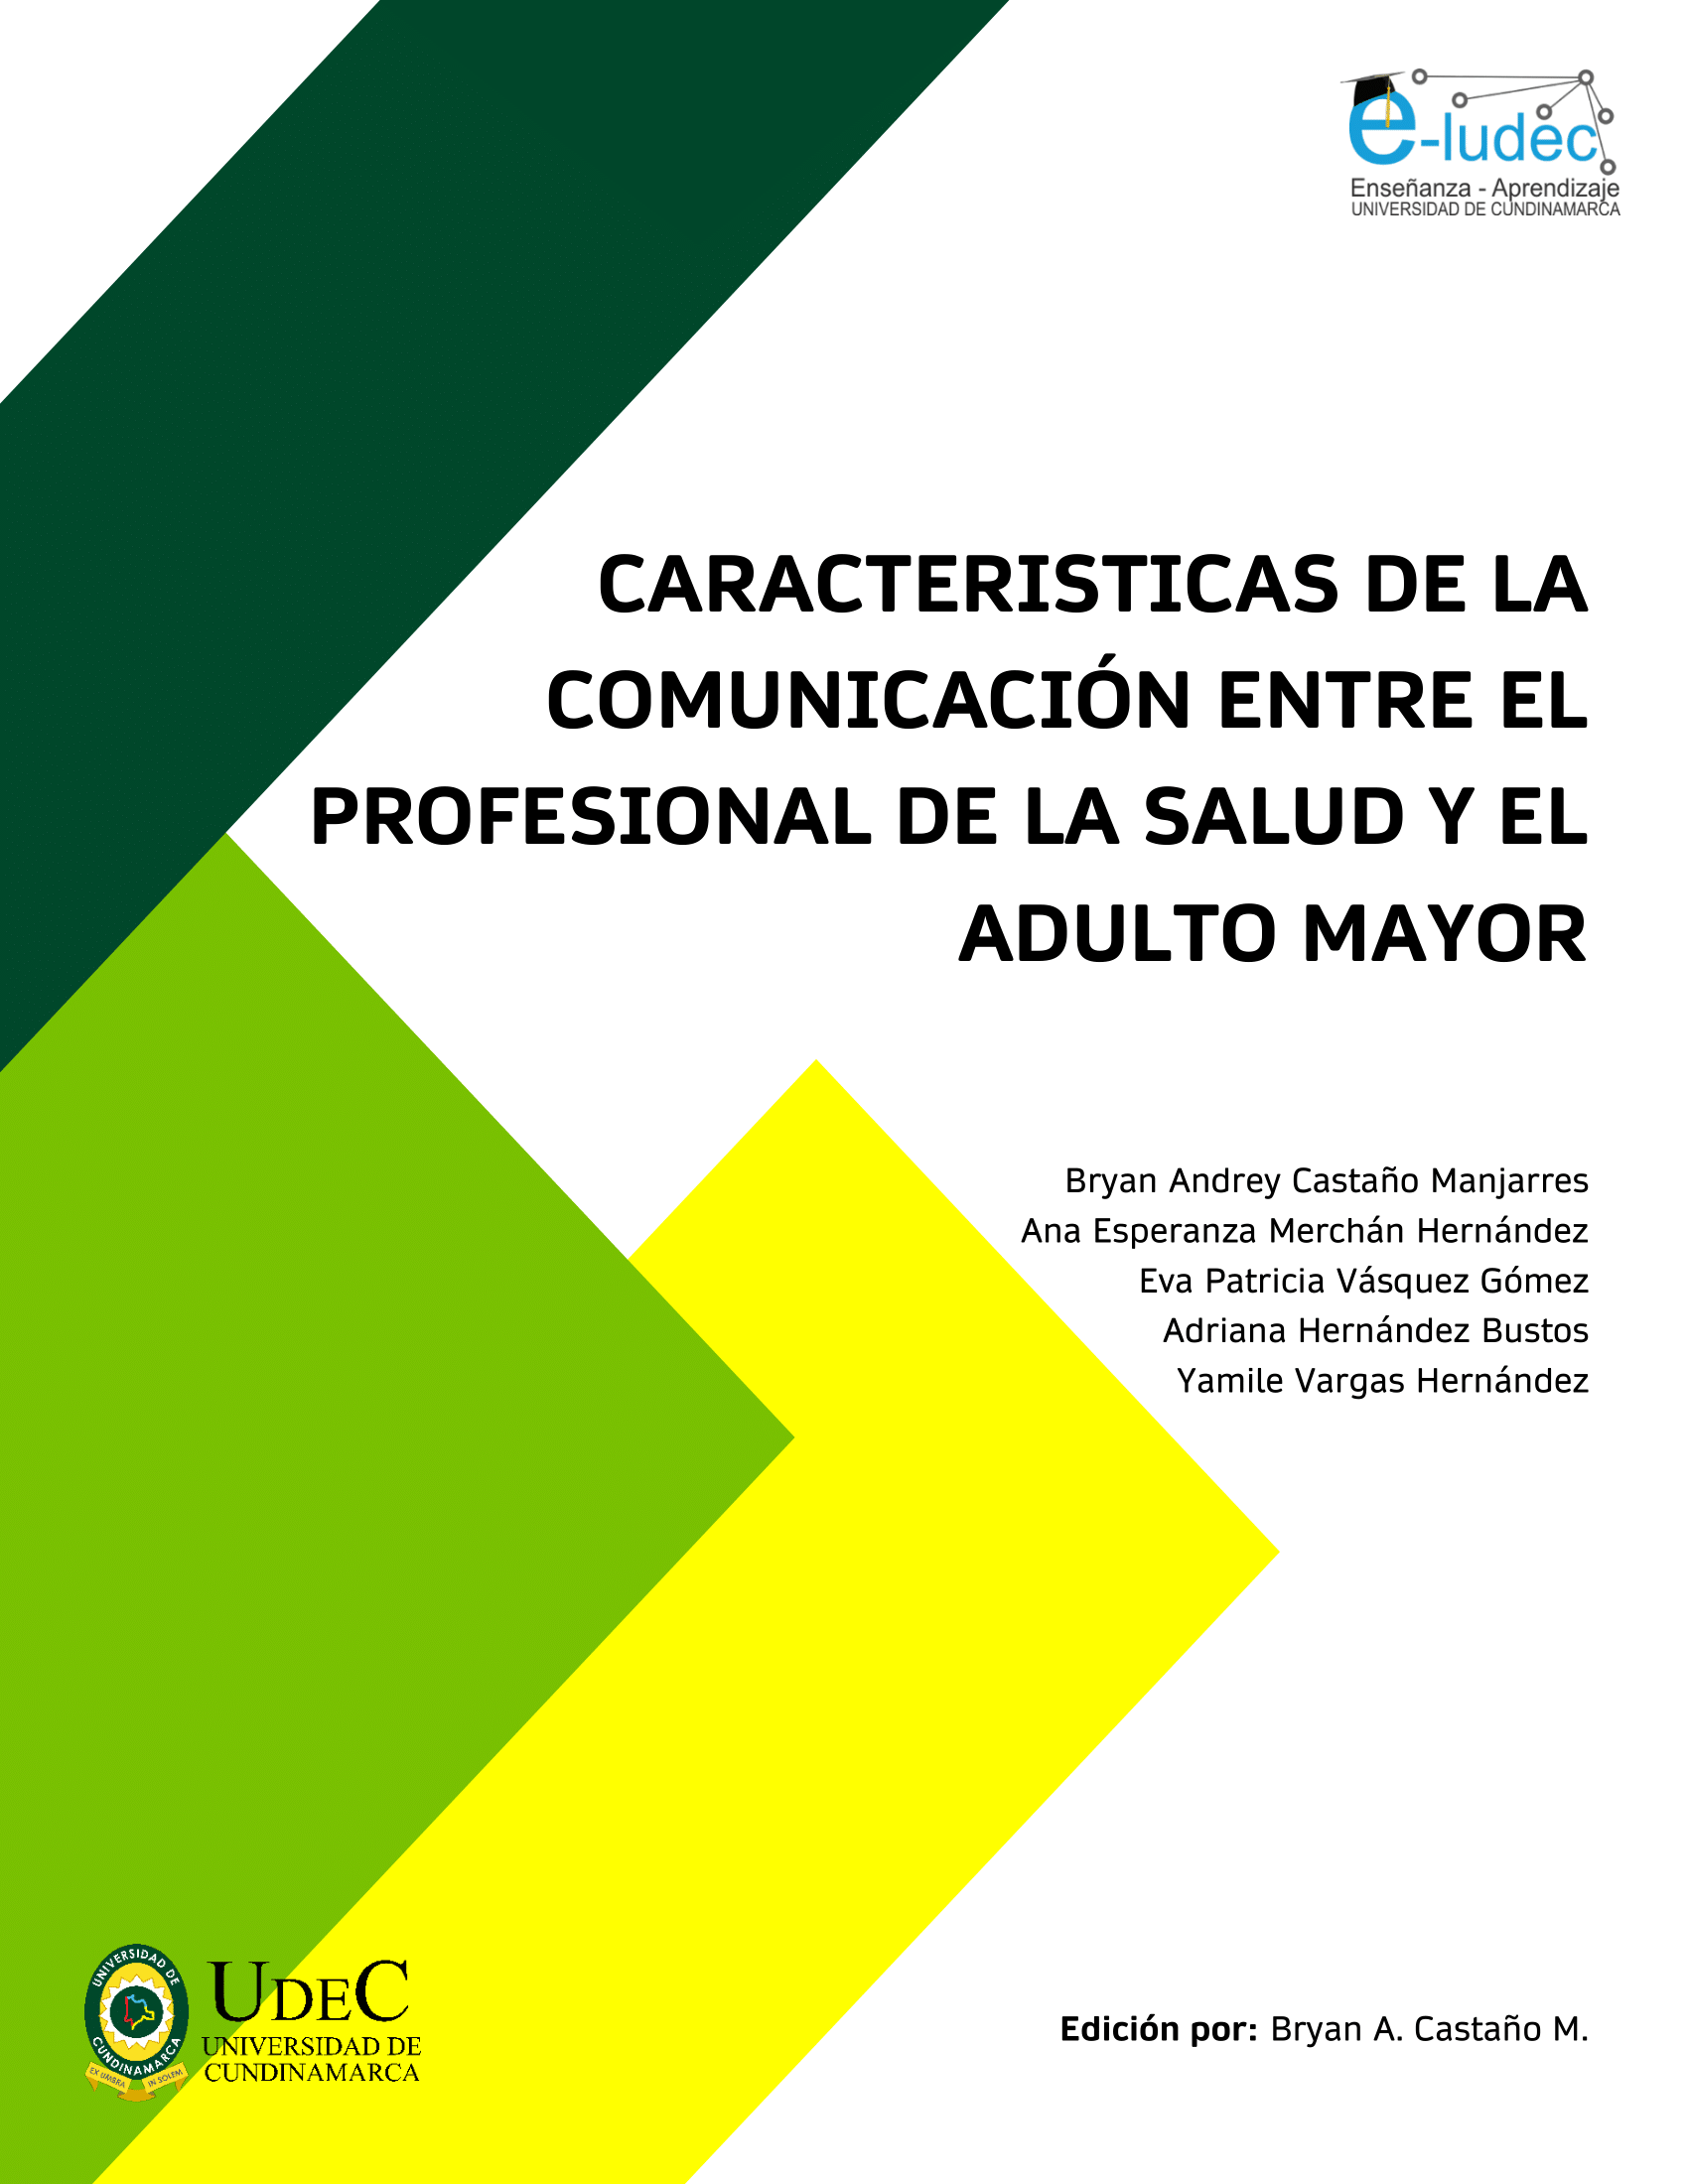 e-ludec
Enseñanza - Aprendizaje
UNIVERSIDAD DE CUNDINAMARCA
CARACTERISTICAS DE LA
COMUNICACIÓN ENTRE EL
PROFESIONAL DE LA SALUD Y EL
ADULTO MAYOR
Bryan Andrey Castaño Manjarres
Ana Esperanza Merchán Hernández
Eva Patricia Vásquez Gómez
Adriana Hernández Bustos
Yamile Vargas Hernández
UNIVERSIDAD DE
CUNDINAMARCA
EX UMBRA
IN SOLEM
UDEC
UNIVERSIDAD DE
CUNDINAMARCA
Edición por: Bryan A. Castaño M.